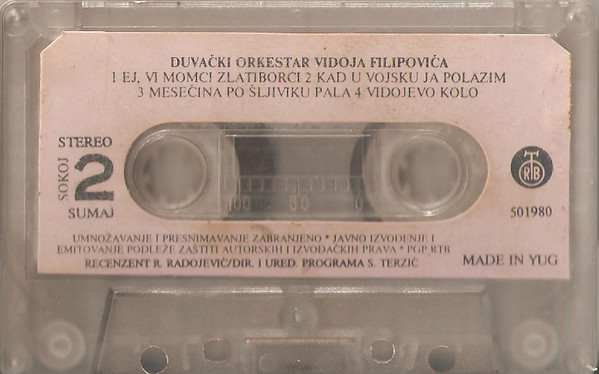 DUVAČKI ORKESTAR VIDOJA FILIPOVIĆA
1 EJ, VI MOMCI ZLATIBORCI 2 KAD U VOJSKU JA POLAZIM
3 MESEČINA PO ŠLJIVIKU PALA 4 VIDOJEVO KOLO
STEREO
SOKOJ
2
SUMAJ
100 50 0
RTB
501980
UMNOŽAVANJE I PRESNIMAVANJE ZABRANJENO * JAVNO IZVOĐENJE I
EMITOVANJE PODLEŽE ZAŠTITI AUTORSKIH I IZVOĐAČKIH PRAVA * PGP RTB
RECENZENT R. RADOJEVIĆ/DIR. I URED. PROGRAMA S. TERZIĆ
MADE IN YUG